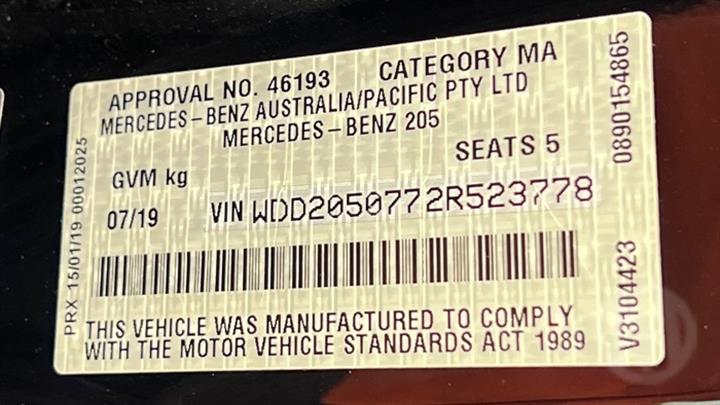 APPROVAL NO. 46193 CATEGORY MA
MERCEDES-BENZ AUSTRALIA/PACIFIC PTY LTD
MERCEDES-BENZ 205
SEATS 5
GVM kg
07/19 VIN WDD2050772R523778
THIS VEHICLE WAS MANUFACTURED TO COMPLY
WITH THE MOTOR VEHICLE STANDARDS ACT 1989
PRX 15/01/19 00012025
0890154865
V3104423